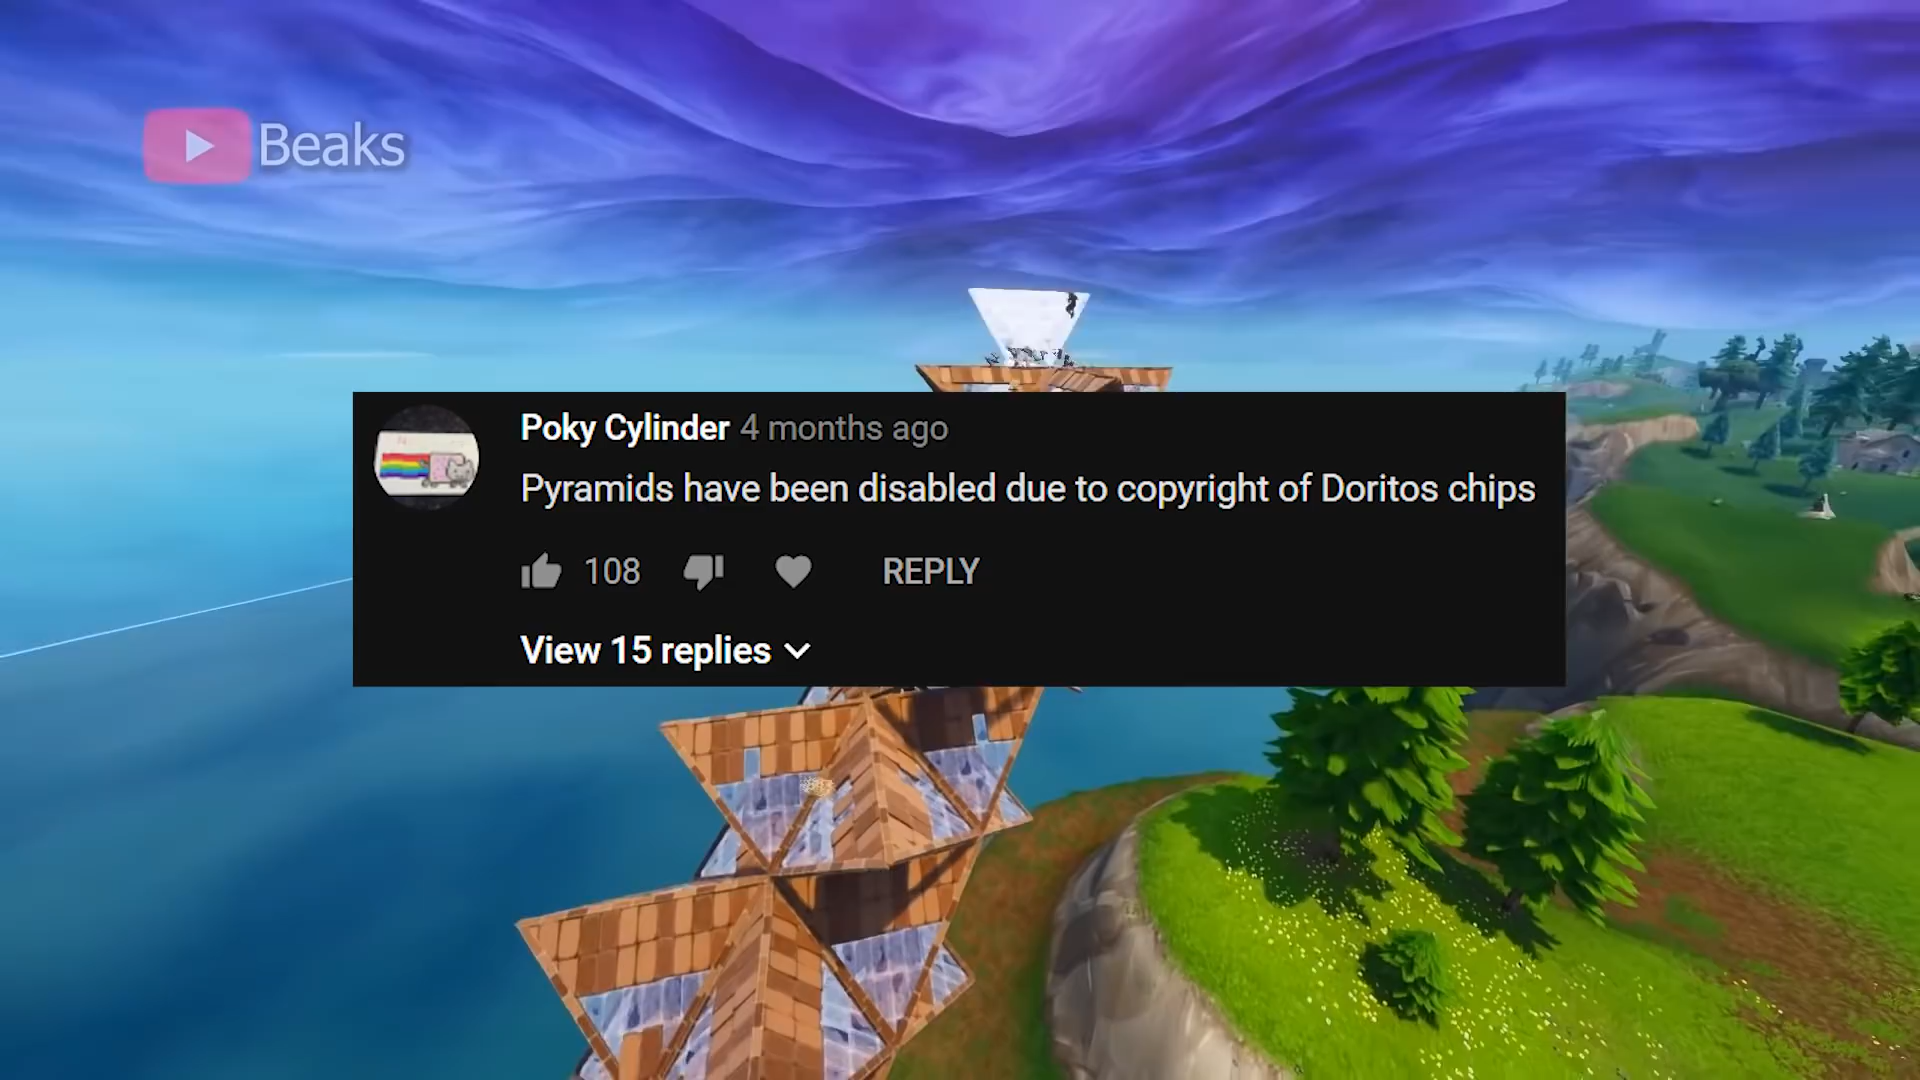 Beaks
Poky Cylinder 4 months ago
Pyramids have been disabled due to copyright of Doritos chips
108 REPLY
View 15 replies